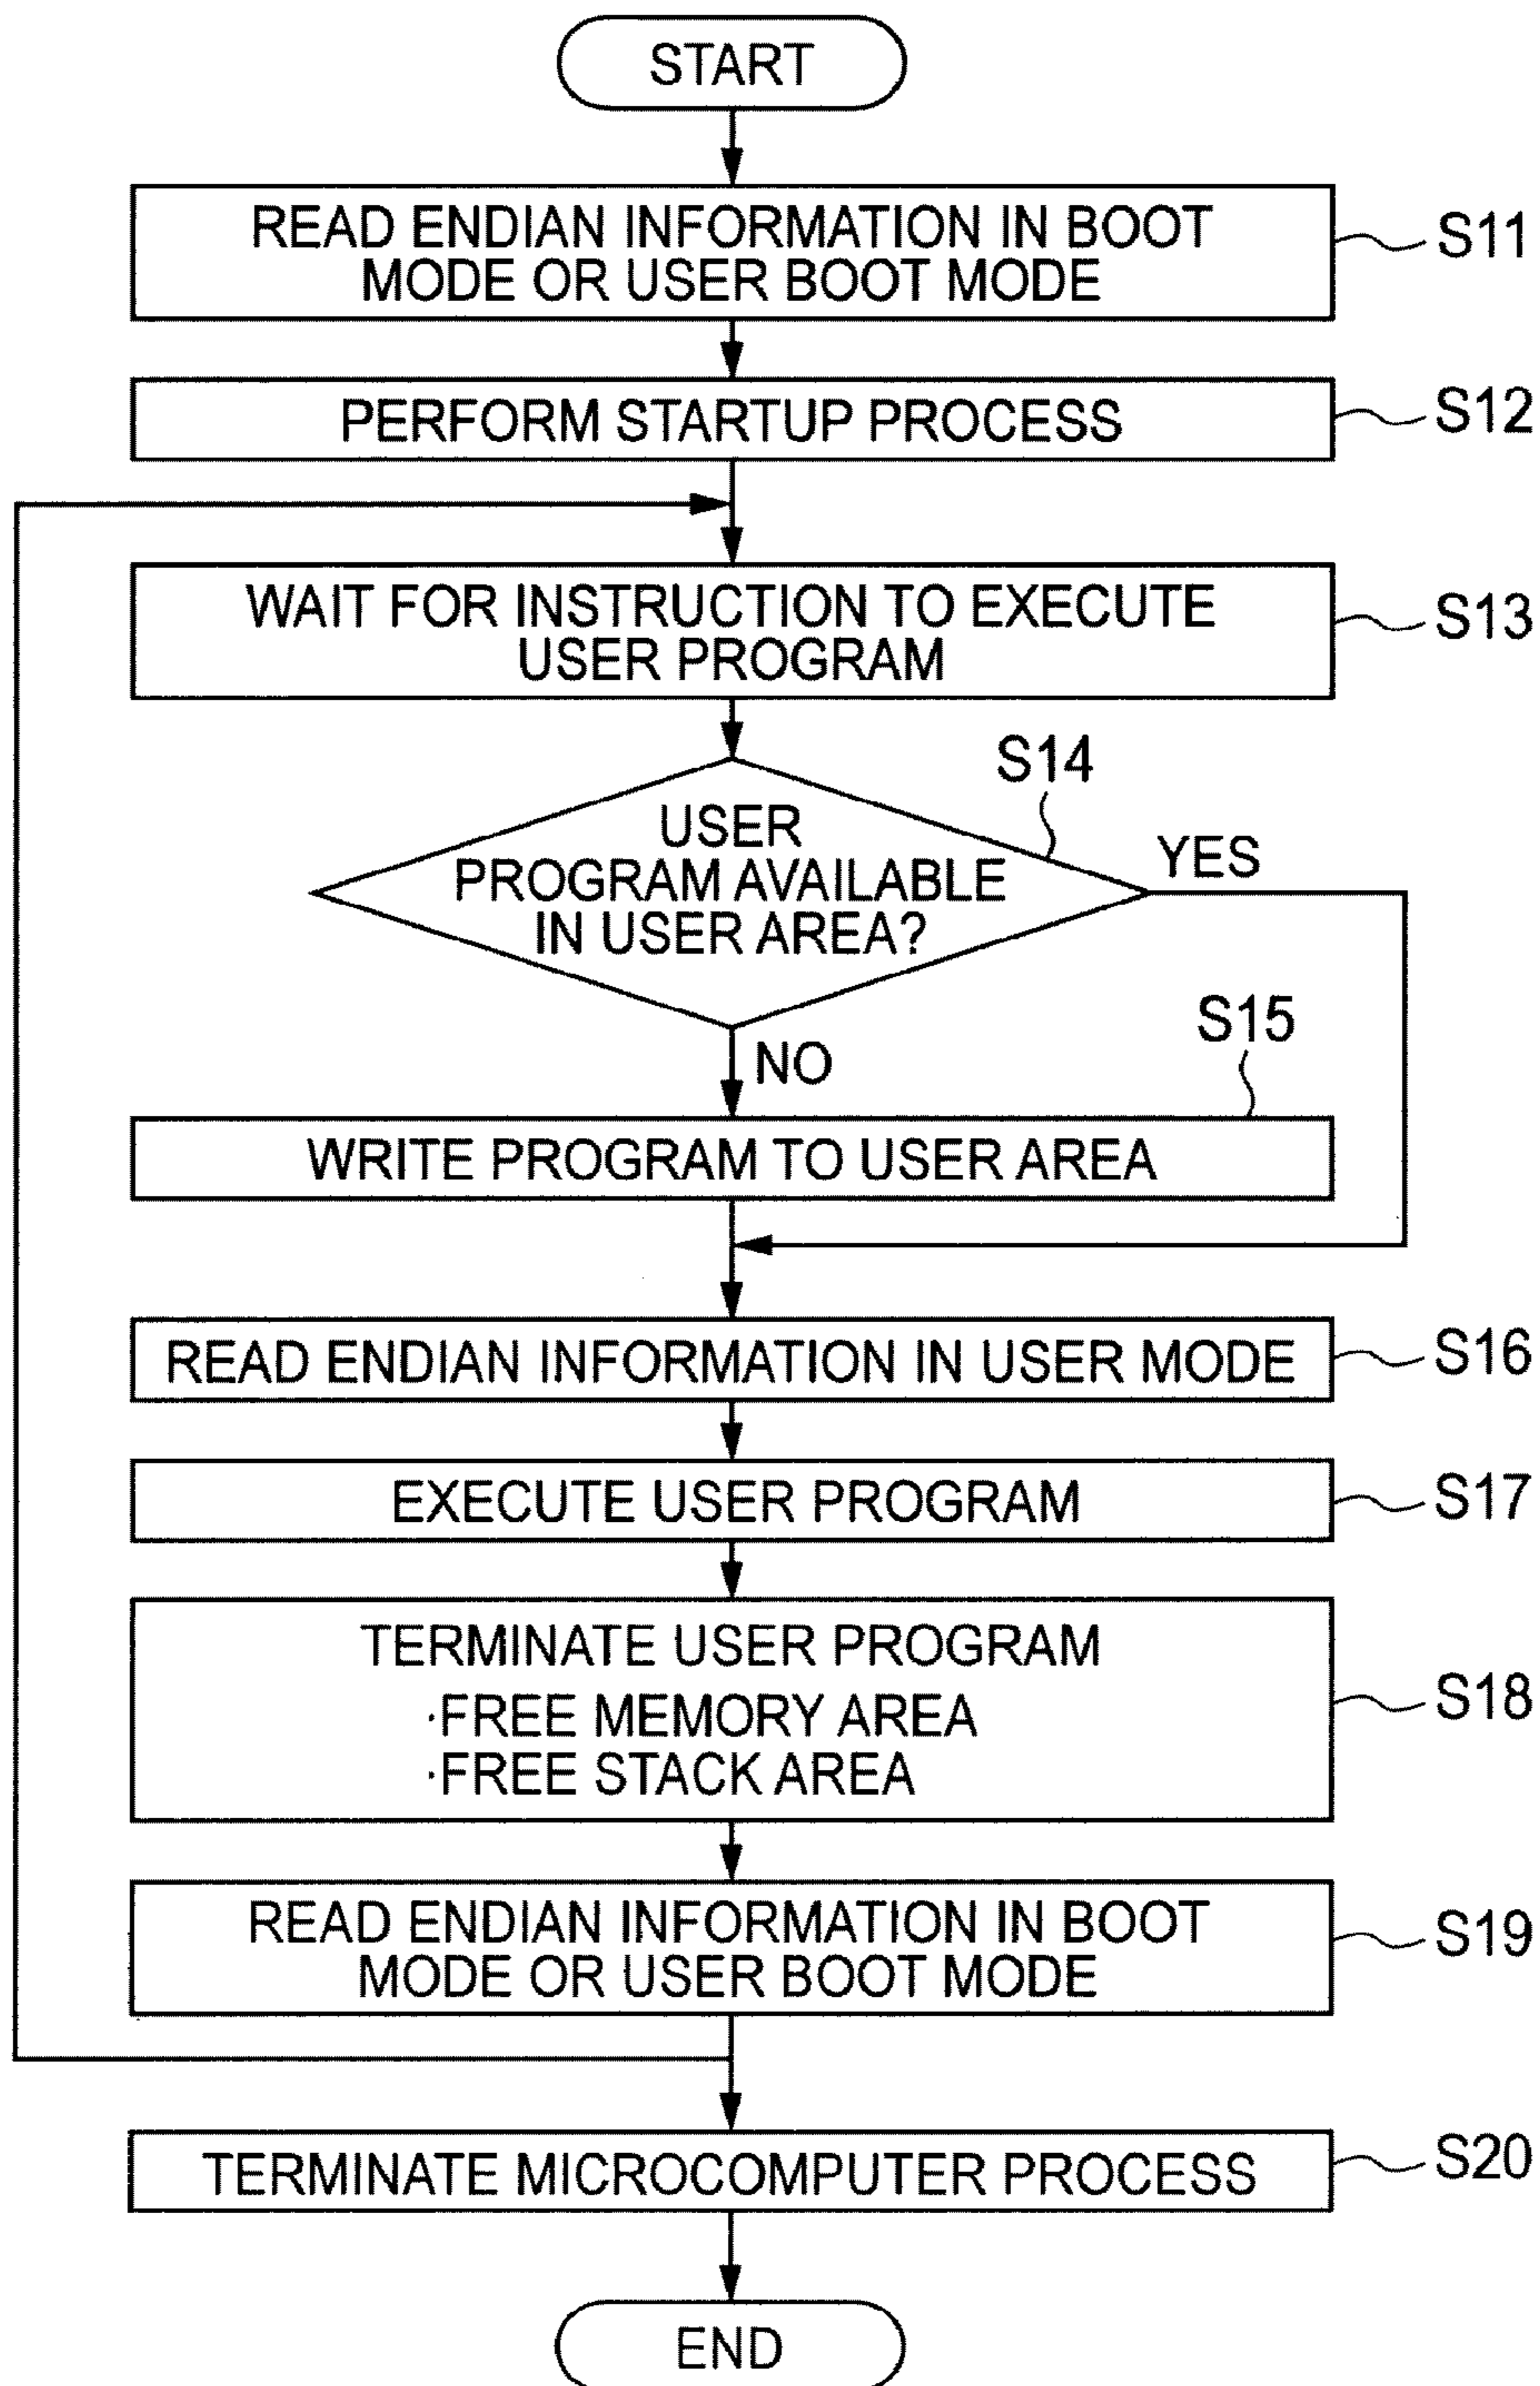 START
READ ENDIAN INFORMATION IN BOOT
MODE OR USER BOOT MODE
S11
PERFORM STARTUP PROCESS
S12
WAIT FOR INSTRUCTION TO EXECUTE
USER PROGRAM
S13
S14
USER
PROGRAM AVAILABLE
IN USER AREA?
YES
NO
S15
WRITE PROGRAM TO USER AREA
READ ENDIAN INFORMATION IN USER MODE
S16
EXECUTE USER PROGRAM
S17
TERMINATE USER PROGRAM
·FREE MEMORY AREA
·FREE STACK AREA
S18
READ ENDIAN INFORMATION IN BOOT
MODE OR USER BOOT MODE
S19
TERMINATE MICROCOMPUTER PROCESS
S20
END